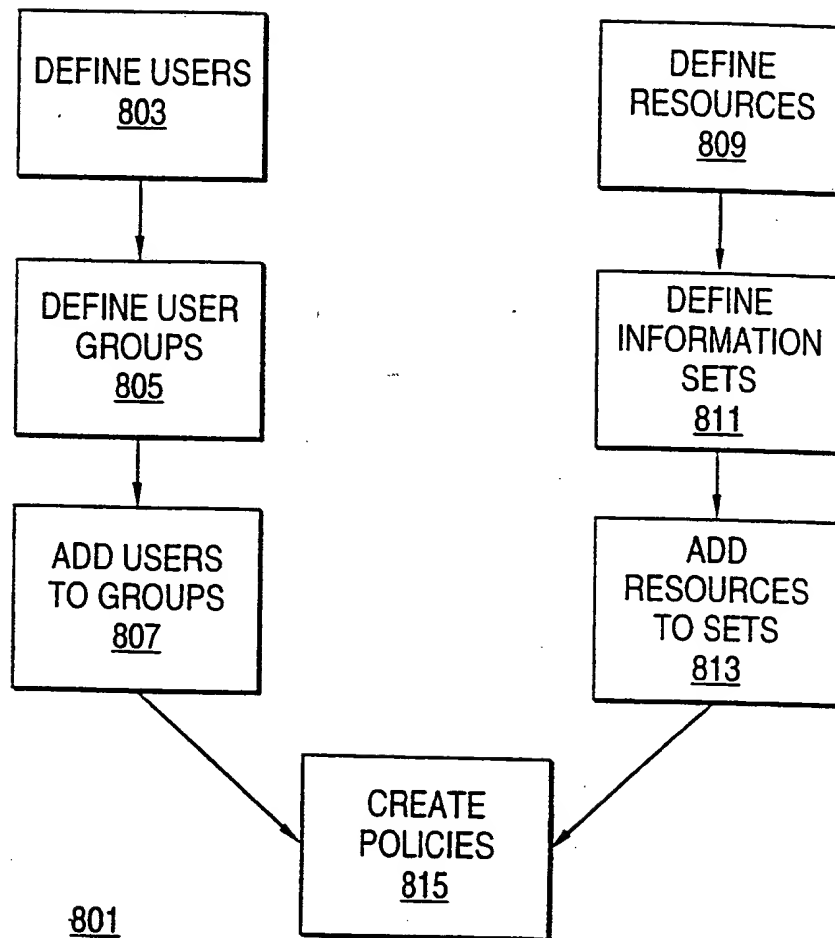 DEFINE USERS
803
DEFINE USER
GROUPS
805
ADD USERS
TO GROUPS
807
DEFINE
RESOURCES
809
DEFINE
INFORMATION
SETS
811
ADD
RESOURCES
TO SETS
813
CREATE
POLICIES
815
801